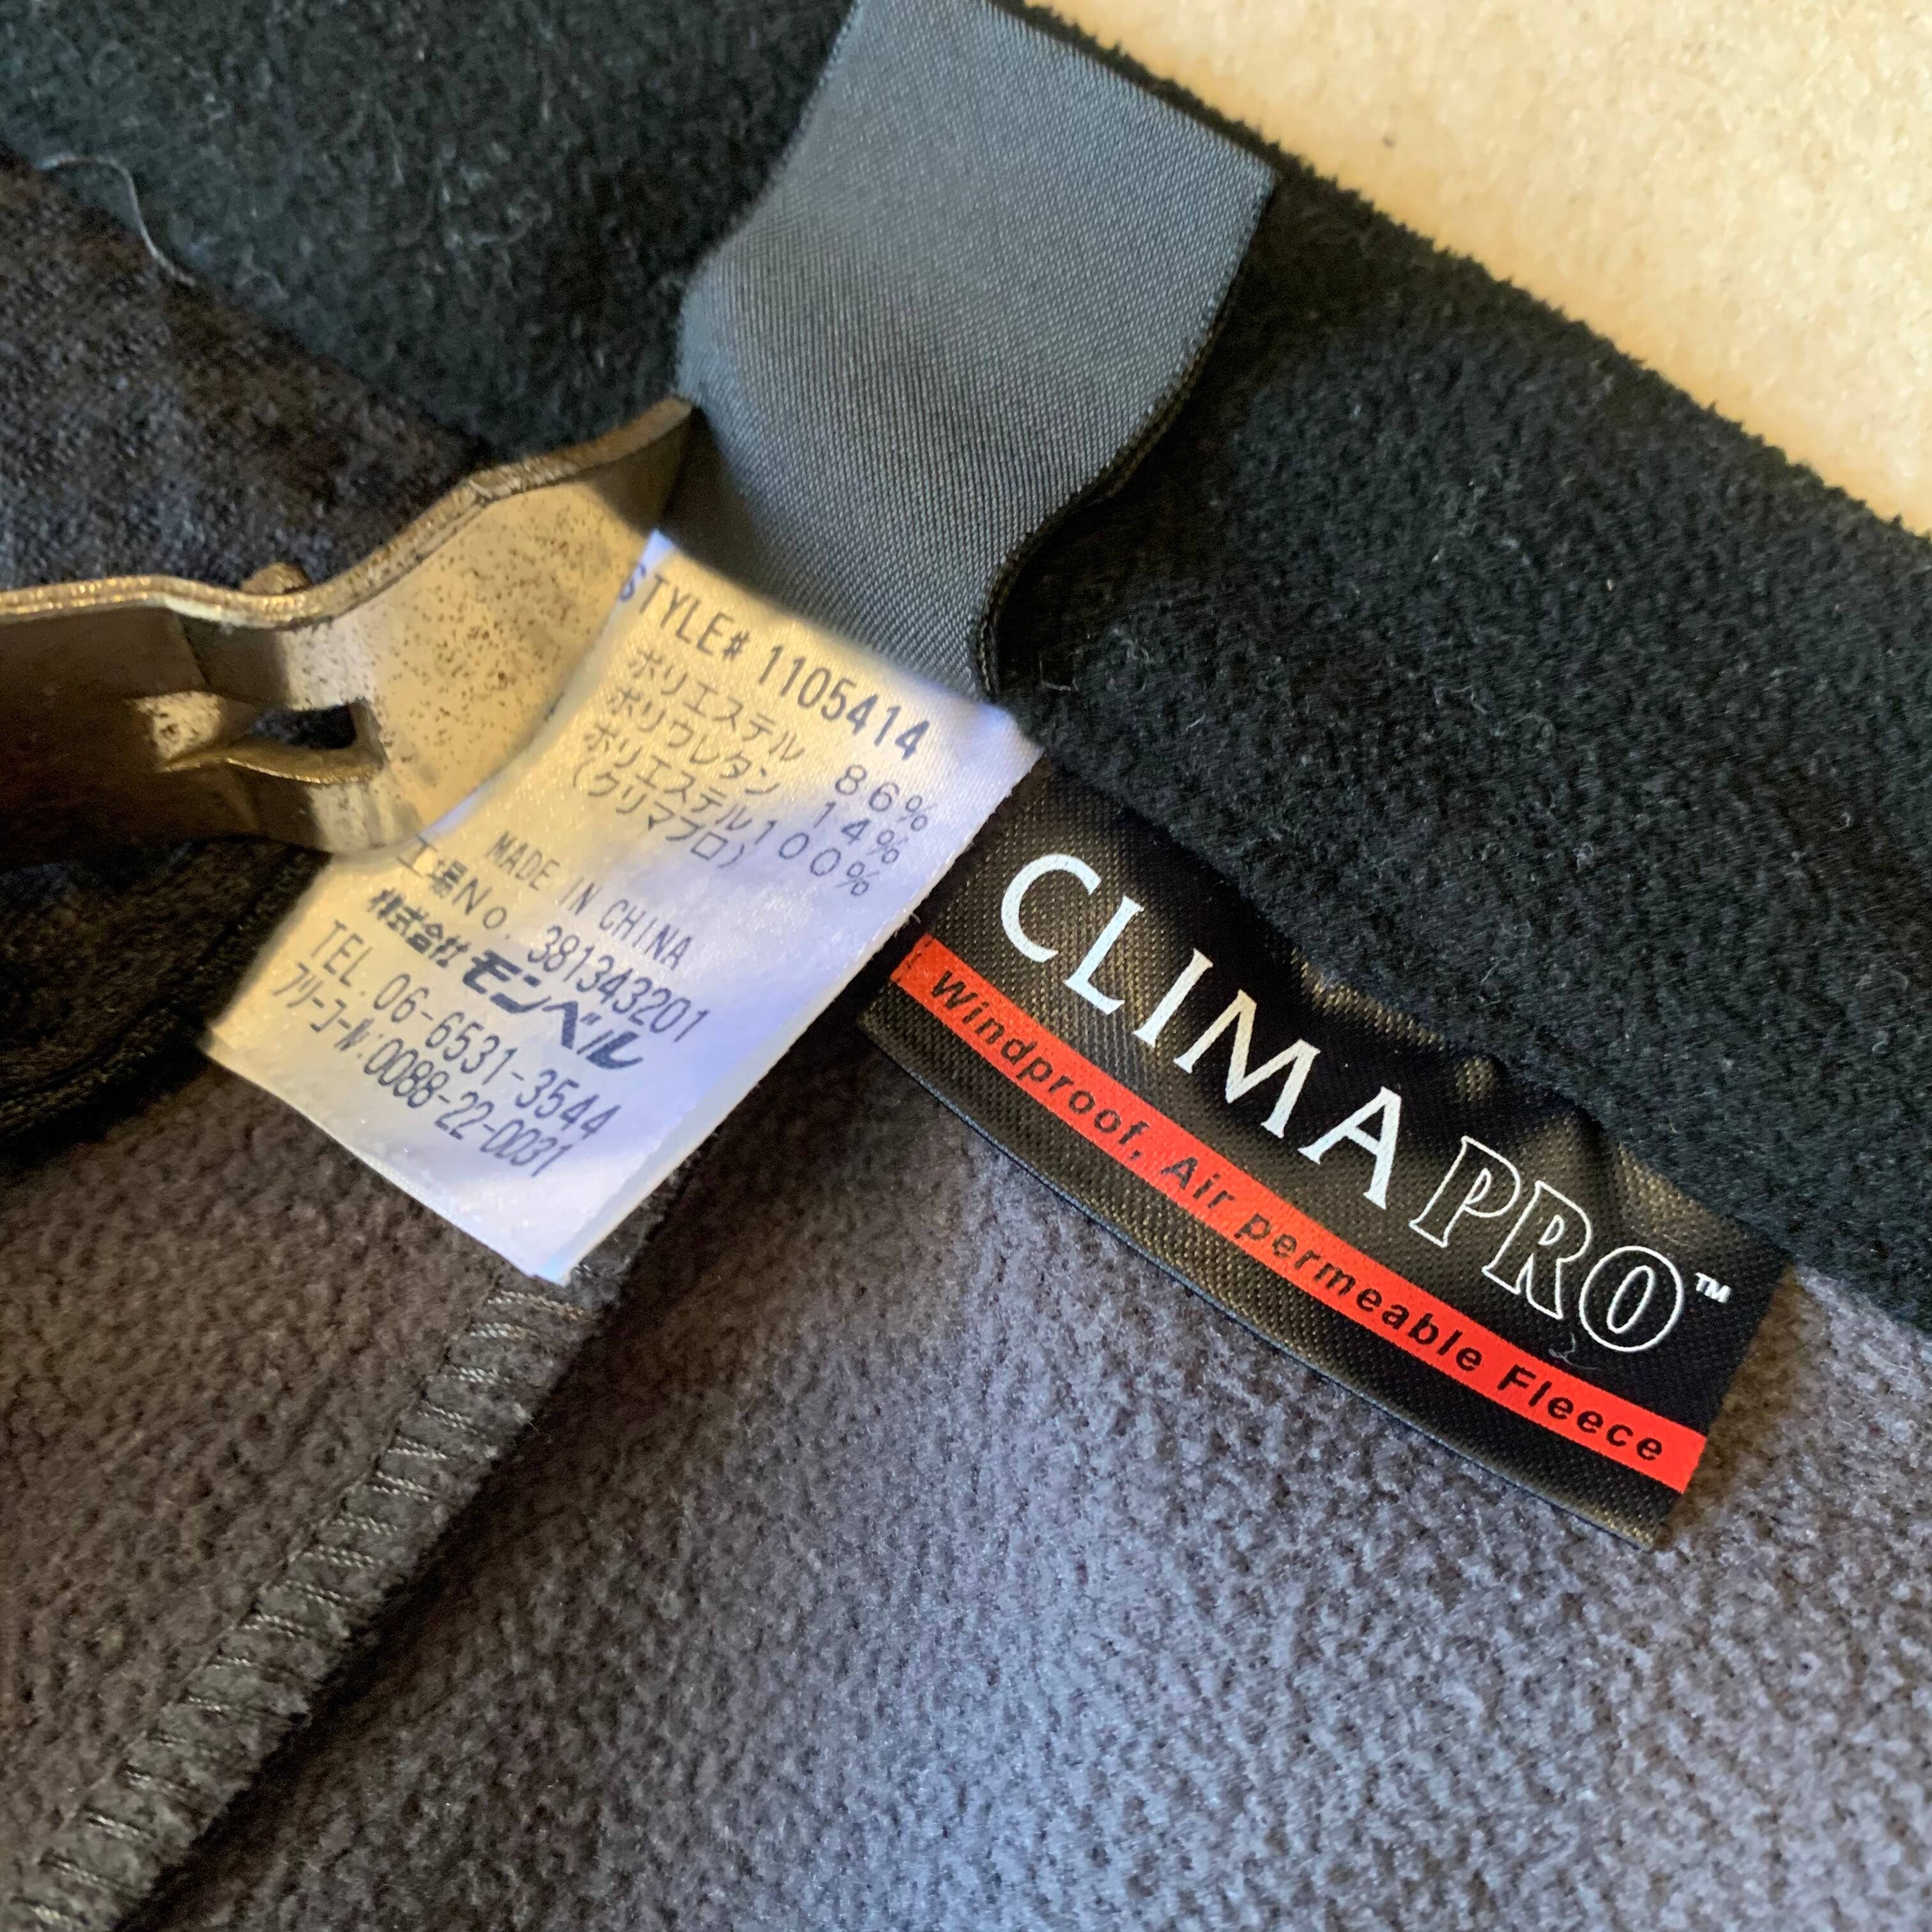 STYLE# 1105414
ポリエステル 86%
ポリウレタン 14%
ポリエステル100%
(クリマプロ)
MADE IN CHINA
工場No. 381343201
株式会社モンベル
TEL.06-6531-3544
フリーコール:0088-22-0031
CLIMAPRO™
Windproof, Air permeable Fleece